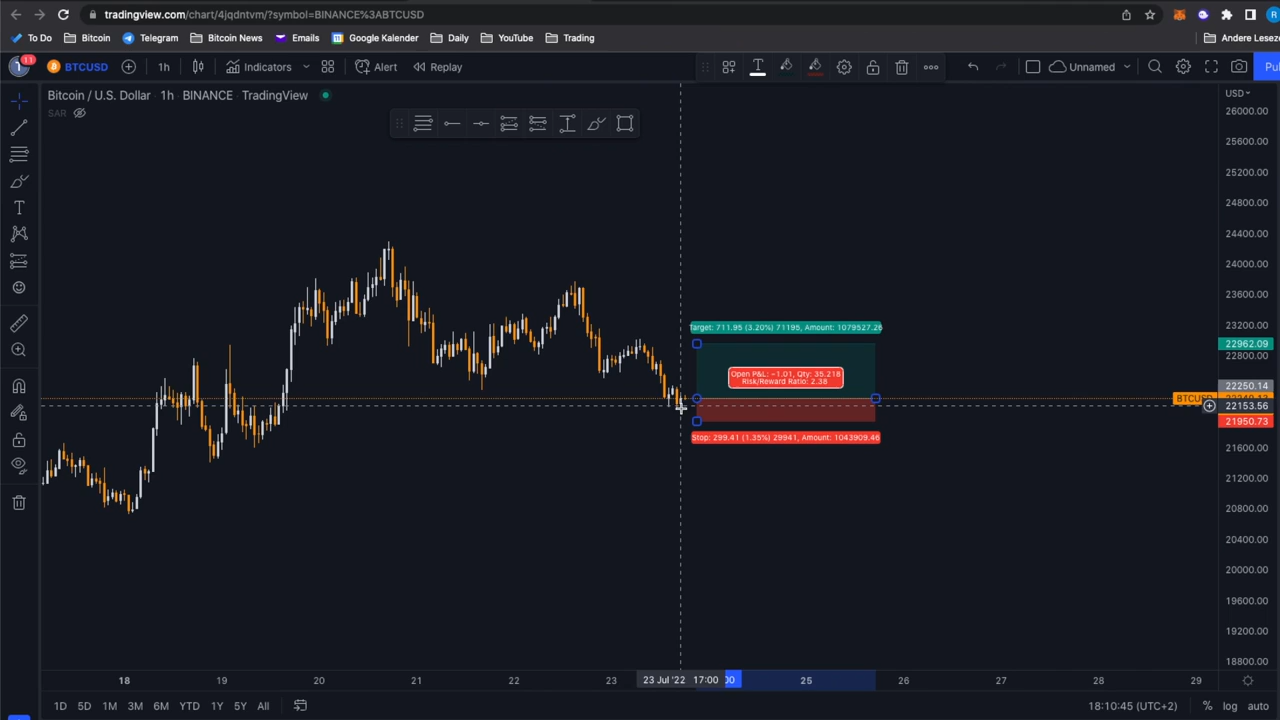 tradingview.com/chart/4jqdntvm/?symbol=BINANCE%3ABTCUSD
To Do Bitcoin Telegram Bitcoin News Emails Google Kalender Daily YouTube Trading Andere Leseze
11 BTCUSD 1h Indicators Alert Replay Unnamed Pu
Bitcoin / U.S. Dollar · 1h · BINANCE · TradingView
SAR
USD
26000.00
25600.00
25200.00
24800.00
24400.00
24000.00
23600.00
23200.00
22962.09
22800.00
22250.14
BTCUSD
22153.56
21950.73
21600.00
21200.00
20800.00
20400.00
20000.00
19600.00
19200.00
18800.00
Target: 711.95 (3.20%) 71195, Amount: 1079527.26
Open P&L: −1.01, Qty: 35.218
Risk/Reward Ratio: 2.38
Stop: 299.41 (1.35%) 29941, Amount: 1043909.46
18 19 20 21 22 23 23 Jul '22 17:00 :00 25 26 27 28 29
1D 5D 1M 3M 6M YTD 1Y 5Y All 18:10:45 (UTC+2) % log auto